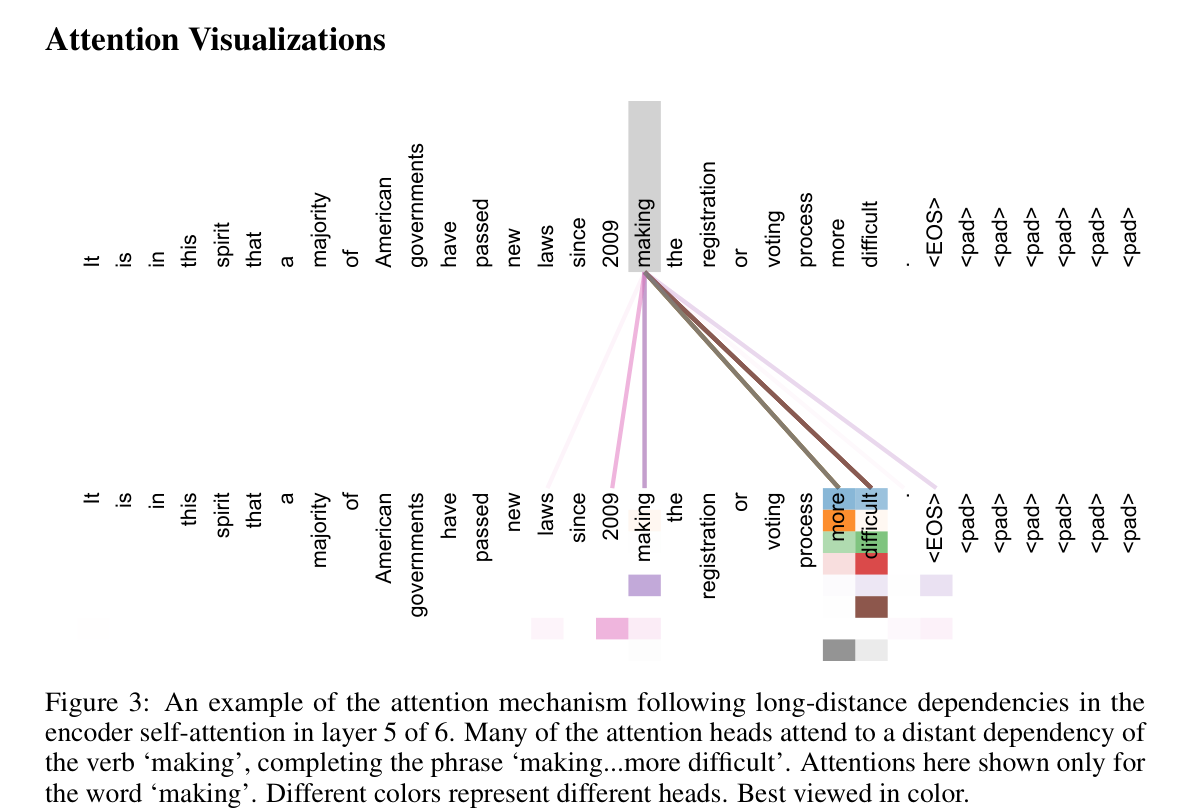 Attention Visualizations
It is in this spirit that a majority of American governments have passed new laws since 2009 making the registration or voting process more difficult . <EOS> <pad> <pad> <pad> <pad> <pad> <pad>
It is in this spirit that a majority of American governments have passed new laws since 2009 making the registration or voting process more difficult . <EOS> <pad> <pad> <pad> <pad> <pad> <pad>
Figure 3: An example of the attention mechanism following long-distance dependencies in the
encoder self-attention in layer 5 of 6. Many of the attention heads attend to a distant dependency of
the verb ‘making’, completing the phrase ‘making...more difficult’. Attentions here shown only for
the word ‘making’. Different colors represent different heads. Best viewed in color.